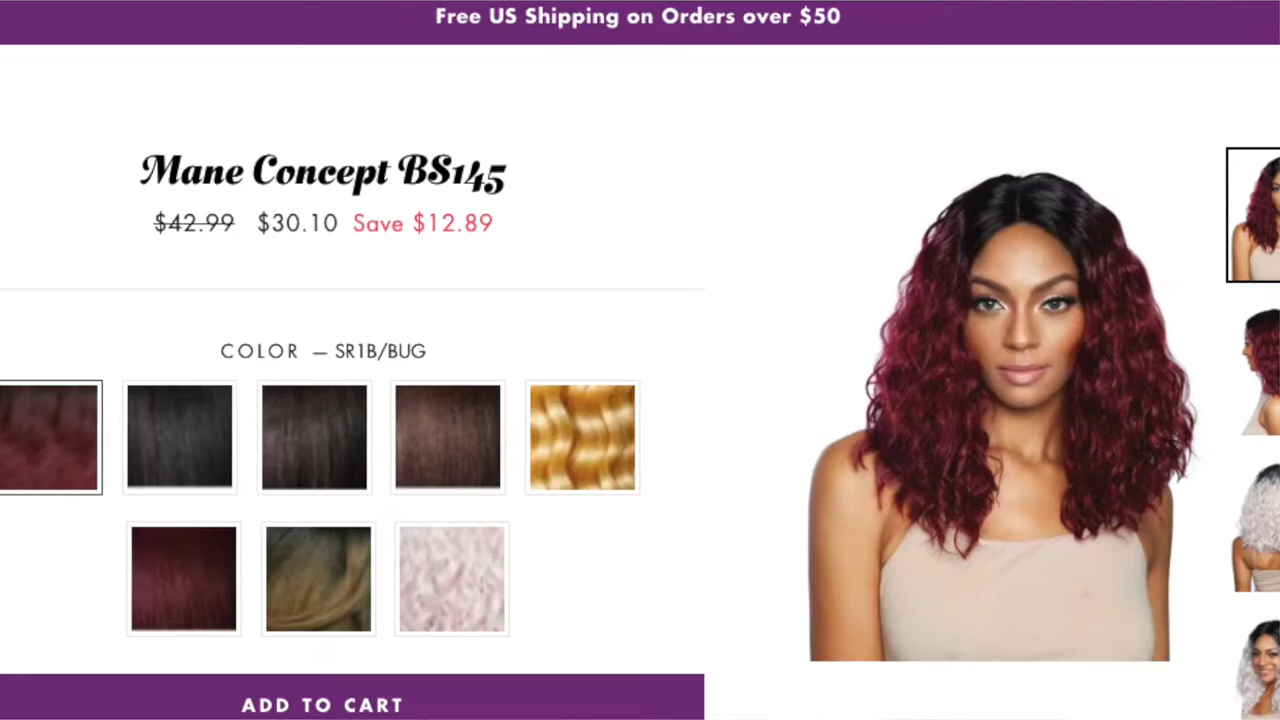 Free US Shipping on Orders over $50
Mane Concept BS145
$42.99 $30.10 Save $12.89
COLOR — SR1B/BUG
ADD TO CART